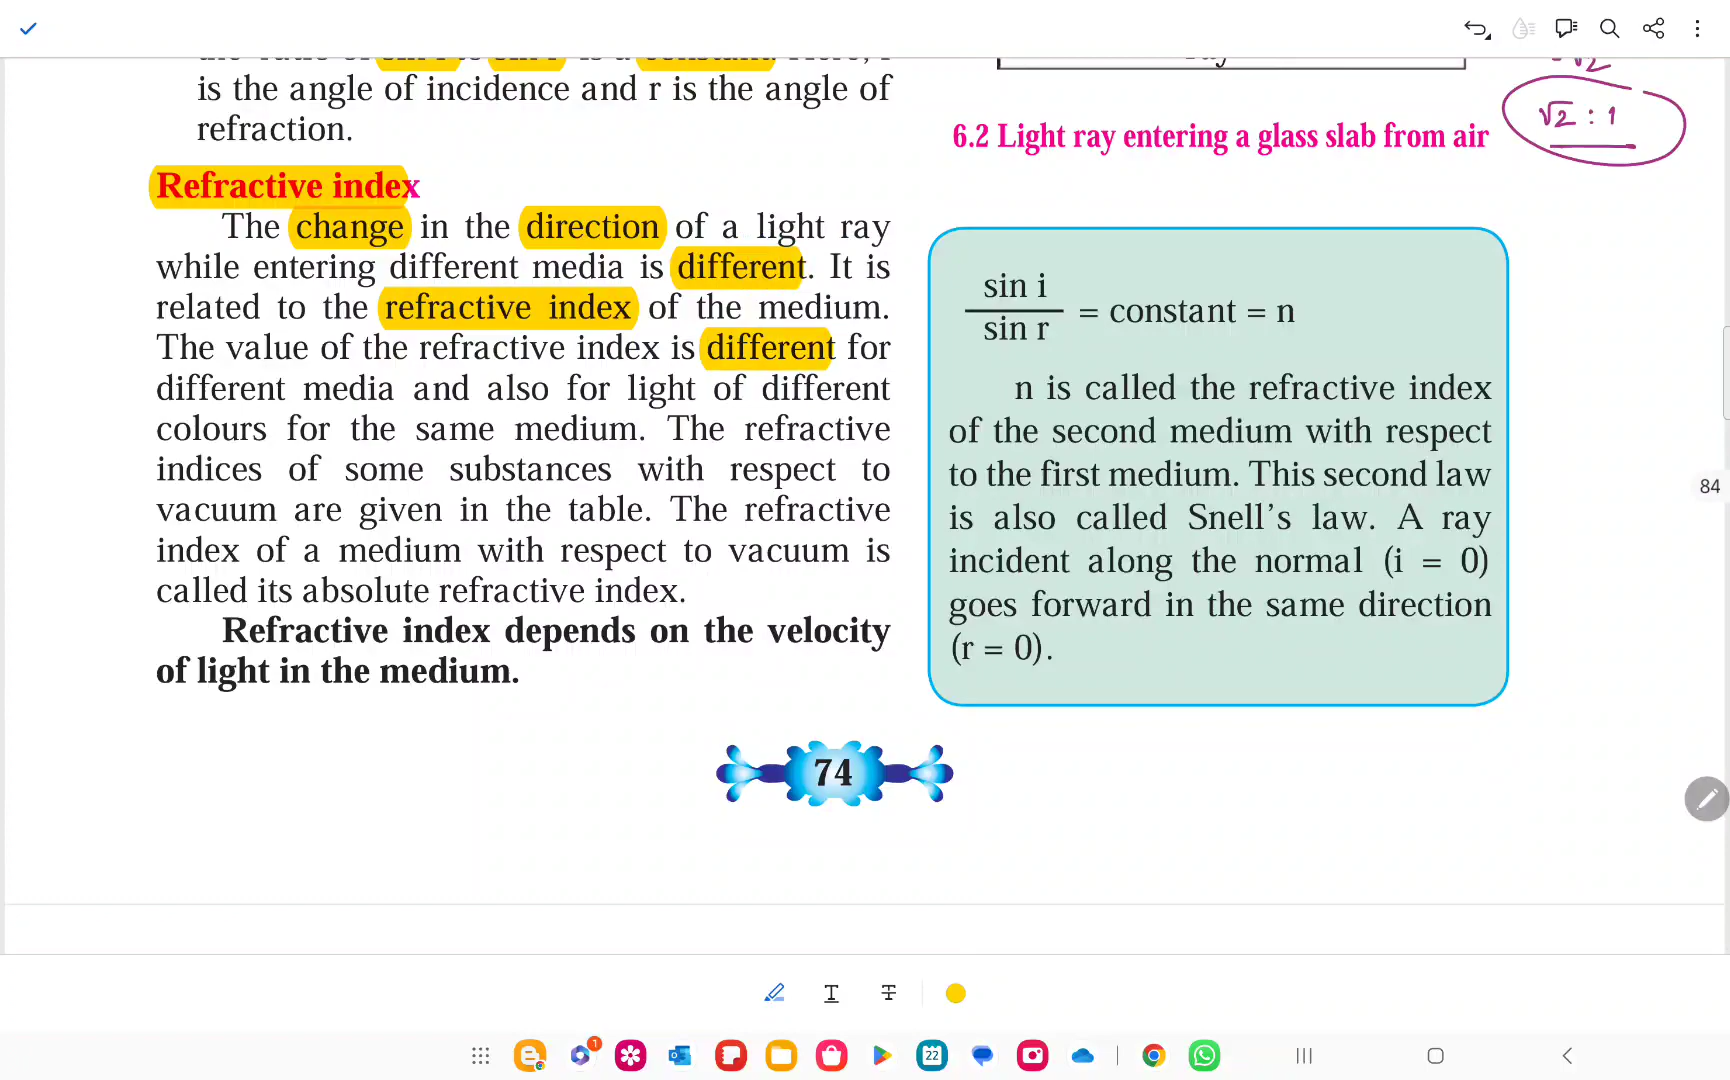 is the angle of incidence and r is the angle of
refraction.
Refractive index
The change in the direction of a light ray
while entering different media is different. It is
related to the refractive index of the medium.
The value of the refractive index is different for
different media and also for light of different
colours for the same medium. The refractive
indices of some substances with respect to
vacuum are given in the table. The refractive
index of a medium with respect to vacuum is
called its absolute refractive index.
Refractive index depends on the velocity
of light in the medium.
√2 : 1
6.2 Light ray entering a glass slab from air
sin i
sin r
= constant = n
n is called the refractive index
of the second medium with respect
to the first medium. This second law
is also called Snell's law. A ray
incident along the normal (i = 0)
goes forward in the same direction
(r = 0).
74
84
T
T
1
22